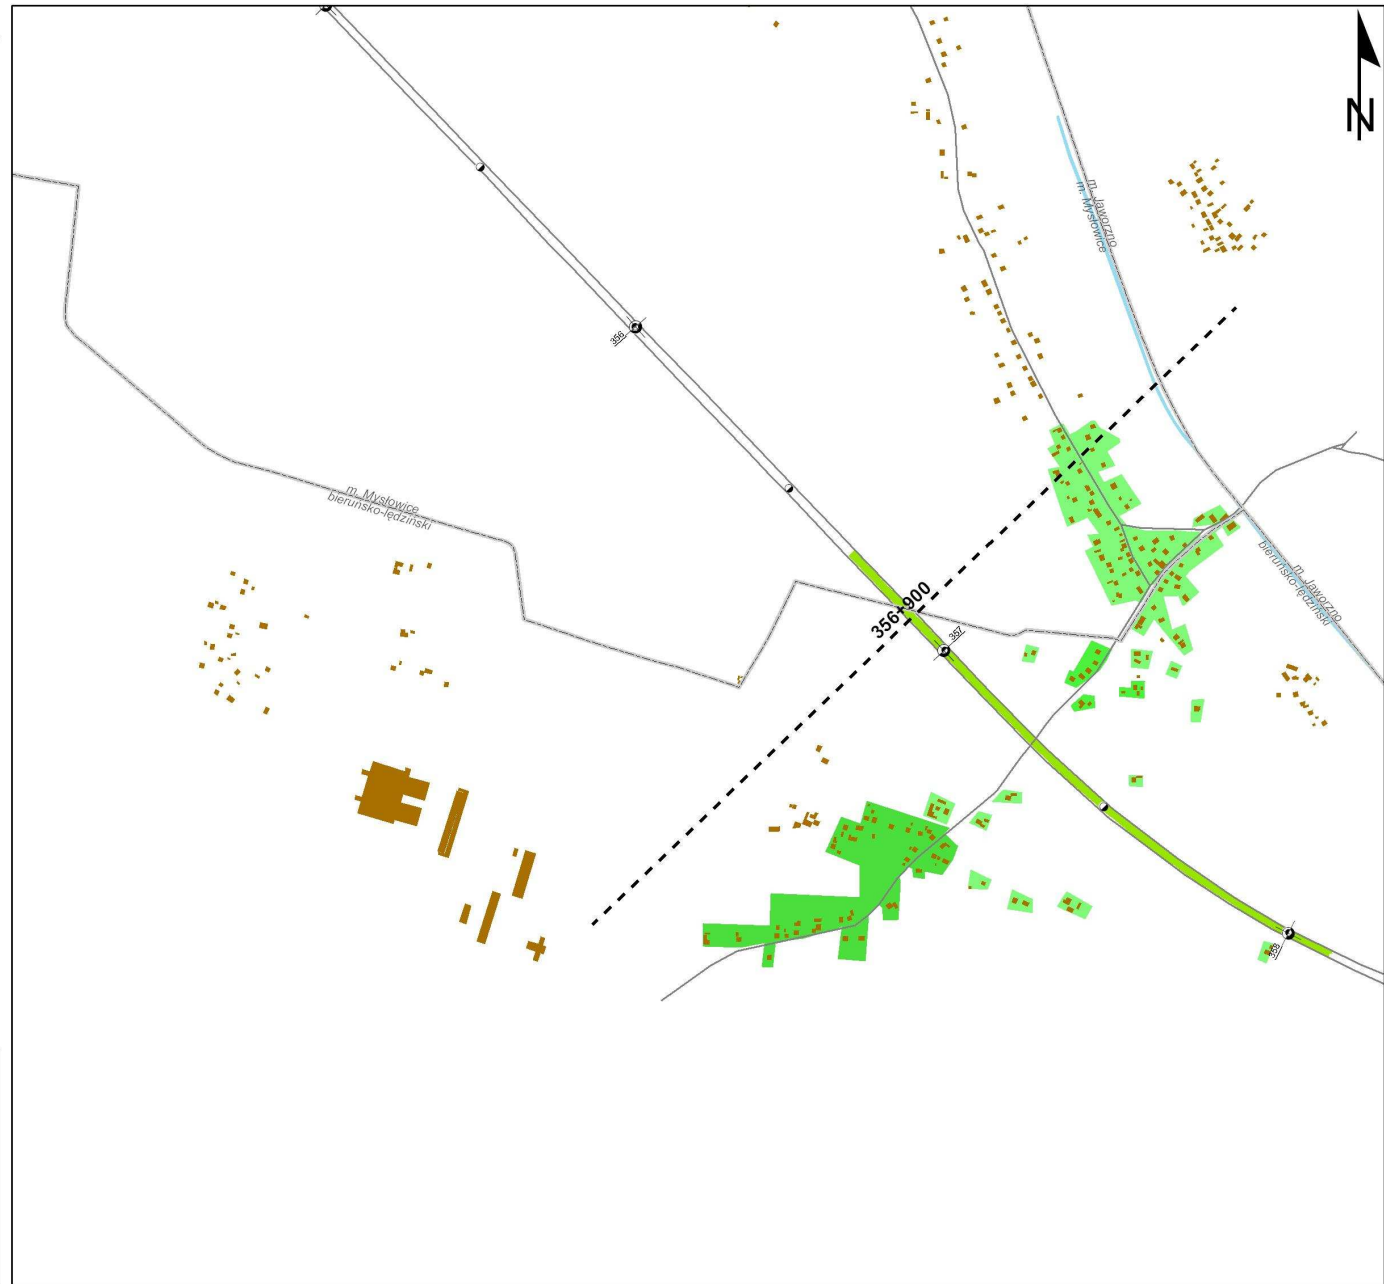 N
m. Jaworzno
m. Mysłowice
356
m. Mysłowice
bieruńsko-lędziński
m. Jaworzno
bieruńsko-lędziński
356+900
357
358